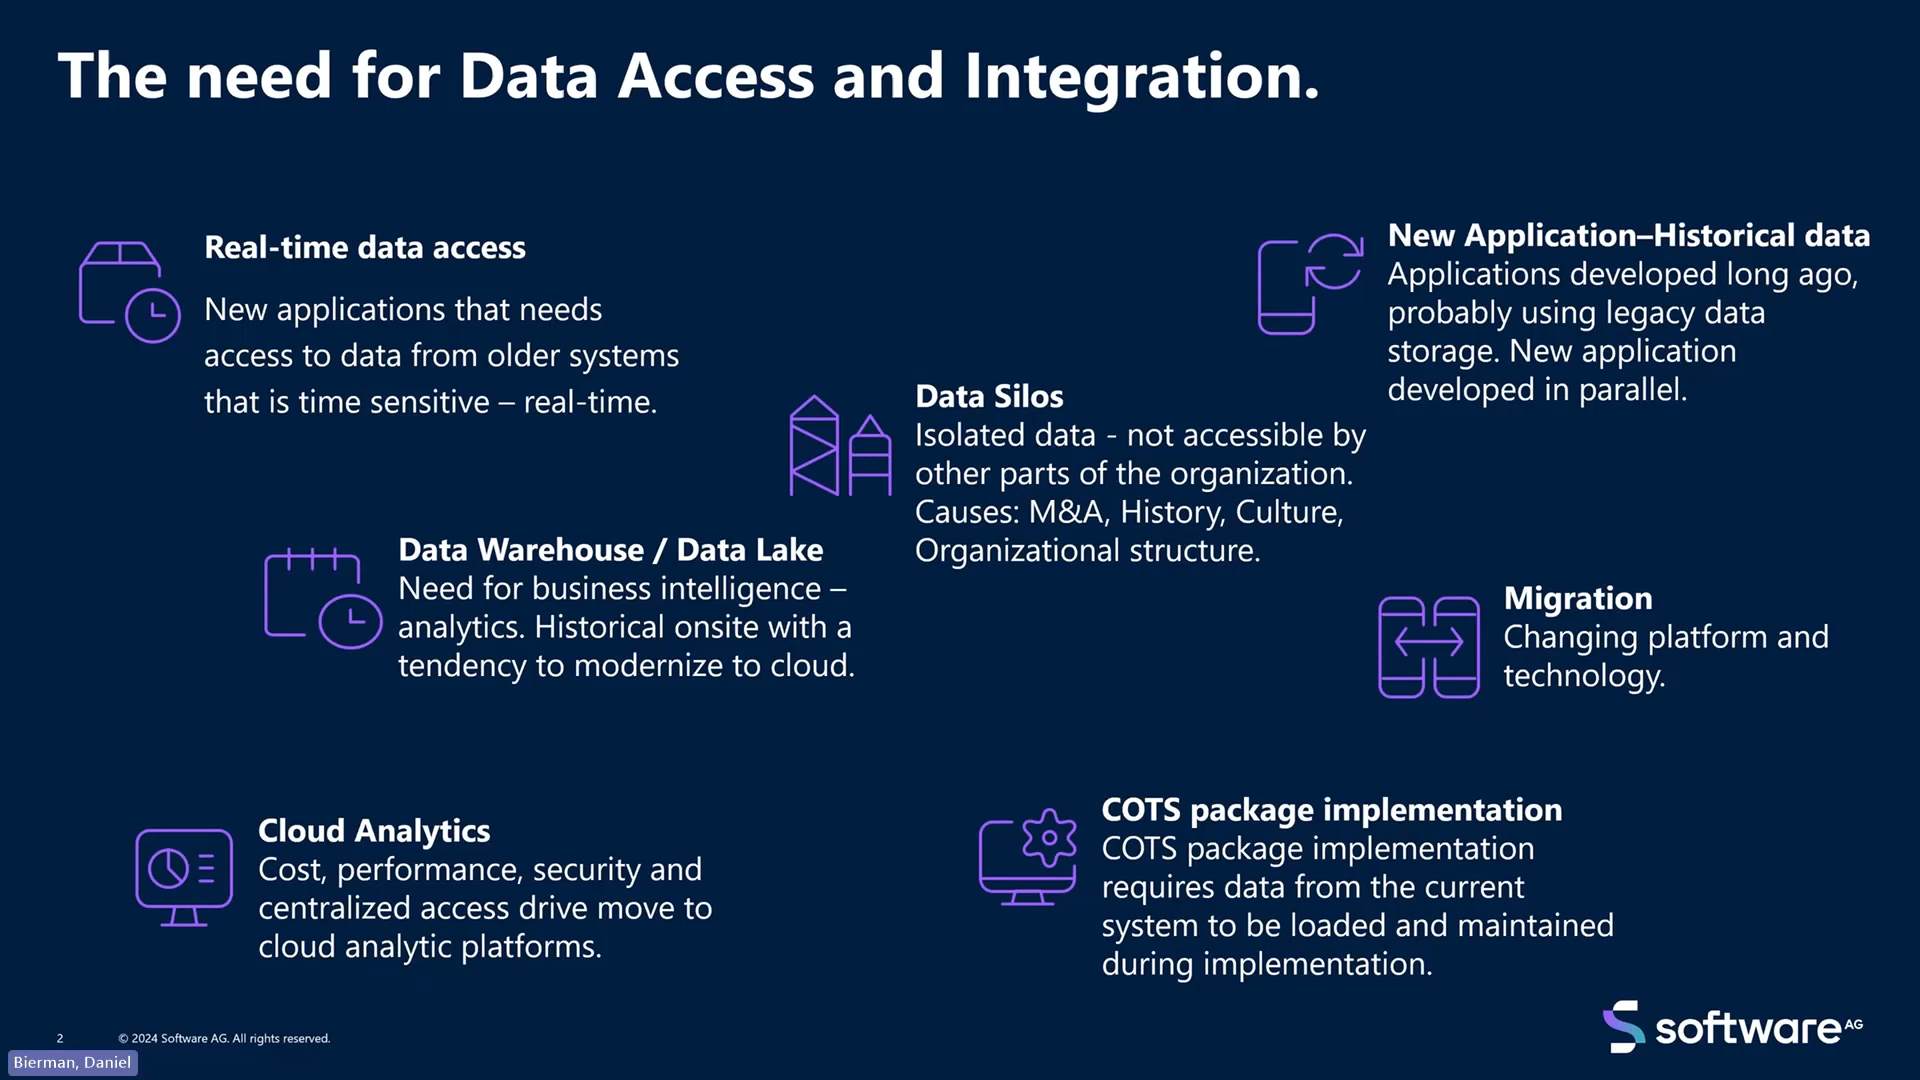 The need for Data Access and Integration.
Real-time data access
New applications that needs
access to data from older systems
that is time sensitive – real-time.
New Application–Historical data
Applications developed long ago,
probably using legacy data
storage. New application
developed in parallel.
Data Silos
Isolated data - not accessible by
other parts of the organization.
Causes: M&A, History, Culture,
Organizational structure.
Data Warehouse / Data Lake
Need for business intelligence –
analytics. Historical onsite with a
tendency to modernize to cloud.
Migration
Changing platform and
technology.
Cloud Analytics
Cost, performance, security and
centralized access drive move to
cloud analytic platforms.
COTS package implementation
COTS package implementation
requires data from the current
system to be loaded and maintained
during implementation.
2
© 2024 Software AG. All rights reserved.
software AG
Bierman, Daniel